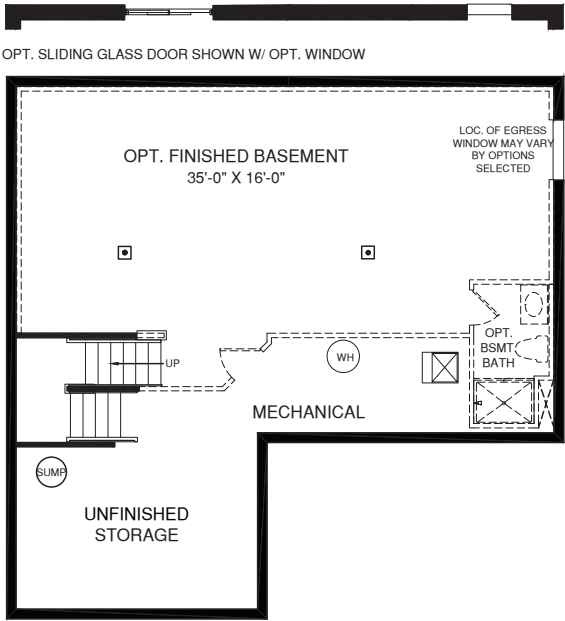 OPT. SLIDING GLASS DOOR SHOWN W/ OPT. WINDOW
LOC. OF EGRESS
WINDOW MAY VARY
BY OPTIONS
SELECTED
OPT. FINISHED BASEMENT
35'-0" X 16'-0"
OPT.
BSMT.
BATH
UP
WH
MECHANICAL
SUMP
UNFINISHED
STORAGE